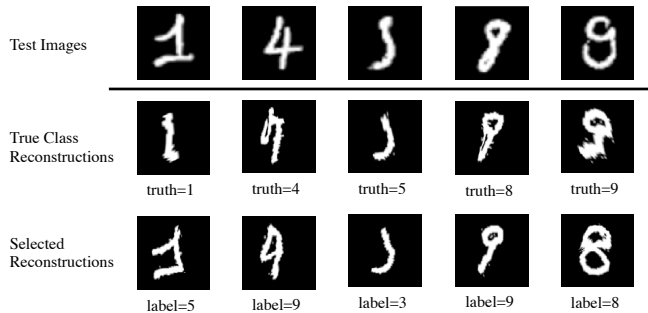 Test Images
True Class
Reconstructions
truth=1 truth=4 truth=5 truth=8 truth=9
Selected
Reconstructions
label=5 label=9 label=3 label=9 label=8